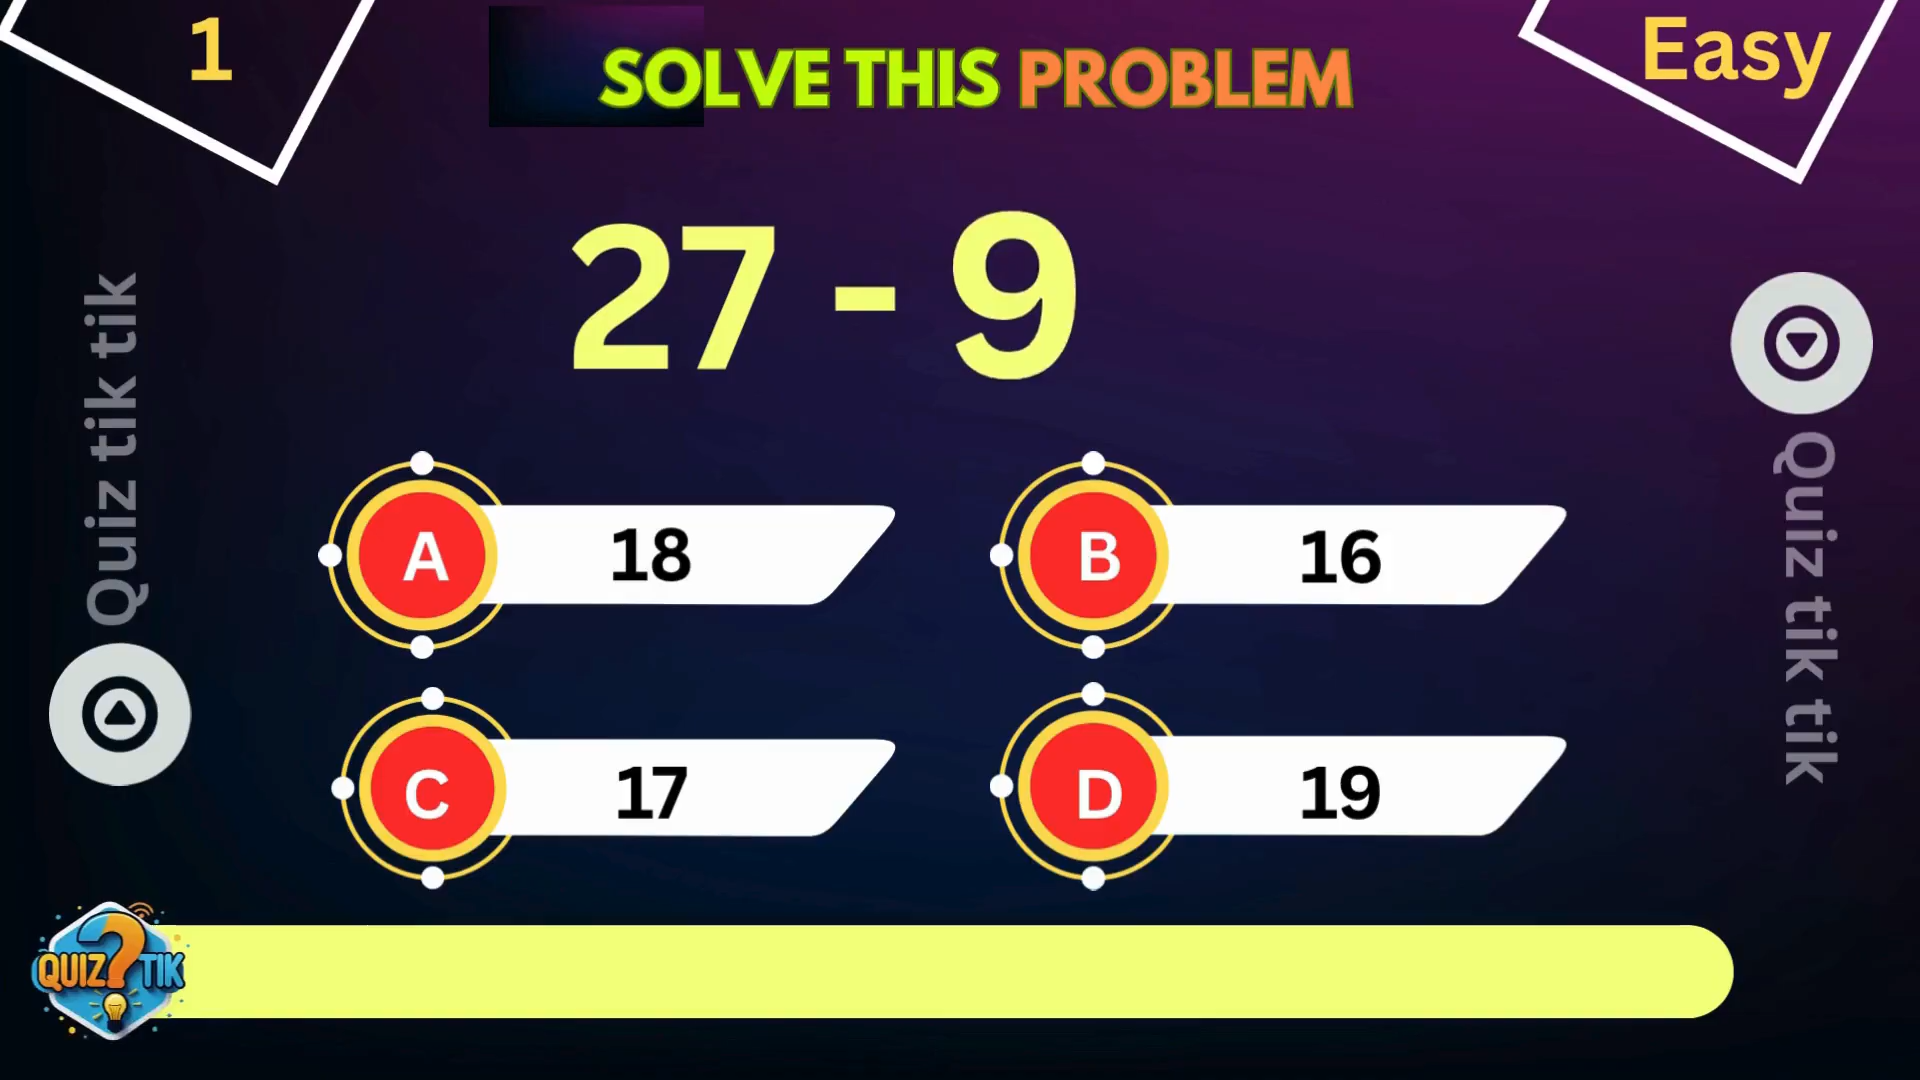 1
SOLVE THIS PROBLEM
Easy
27 - 9
A 18
B 16
C 17
D 19
Quiz tik tik
Quiz tik tik
QUIZ ? TIK